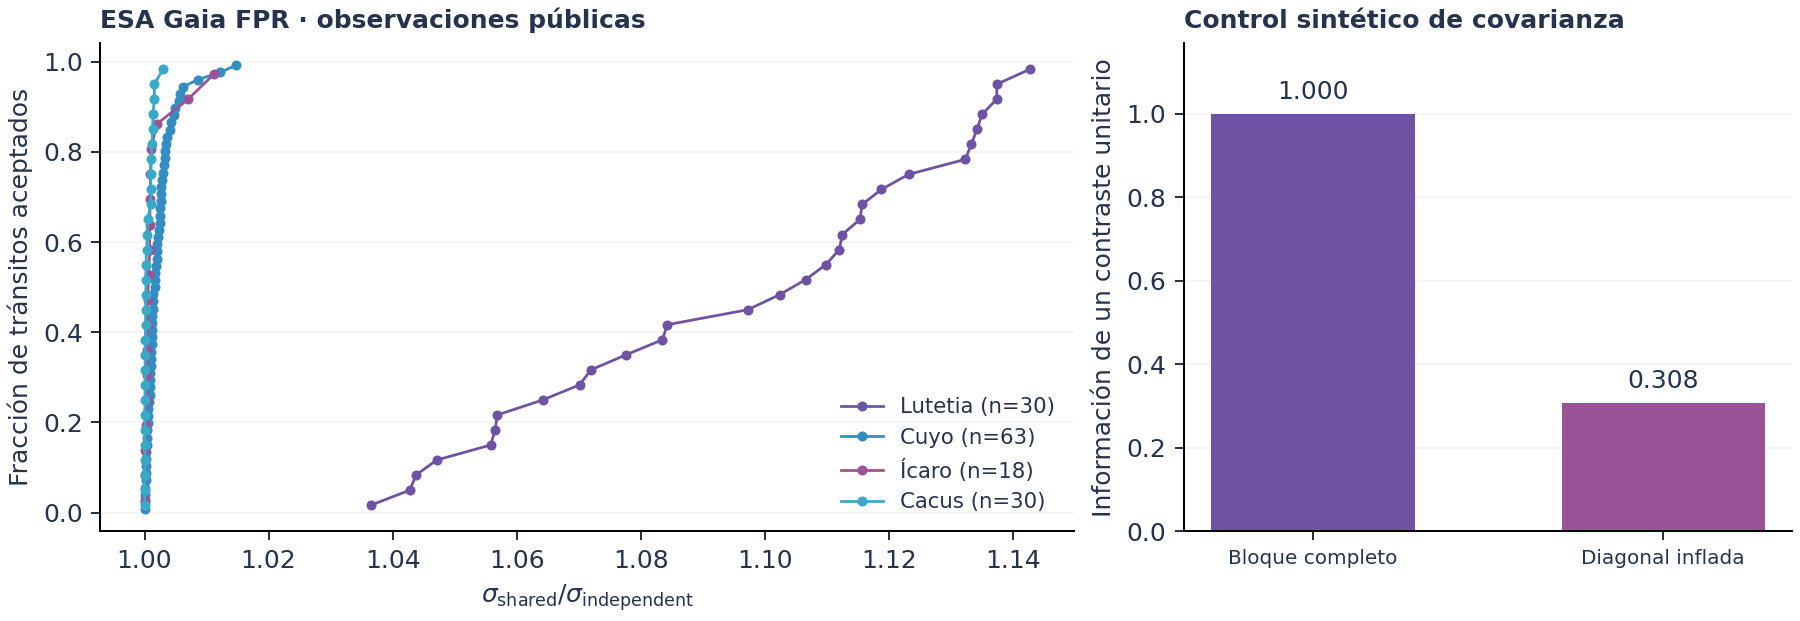 ESA Gaia FPR · observaciones públicas
Fracción de tránsitos aceptados
1.0
0.8
0.6
0.4
0.2
0.0
1.00 1.02 1.04 1.06 1.08 1.10 1.12 1.14
σshared/σindependent
Lutetia (n=30)
Cuyo (n=63)
Ícaro (n=18)
Cacus (n=30)
Control sintético de covarianza
Información de un contraste unitario
1.0
0.8
0.6
0.4
0.2
0.0
1.000
0.308
Bloque completo Diagonal inflada